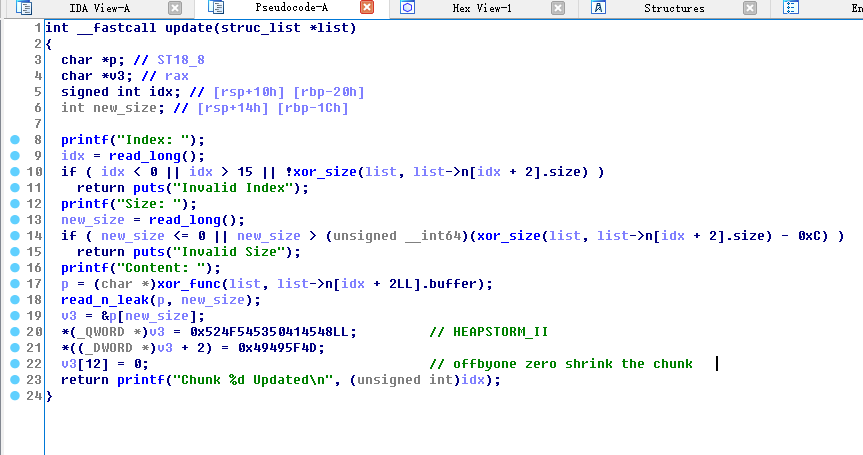 IDA View-A Pseudocode-A Hex View-1 Structures En
1 int __fastcall update(struc_list *list)
2 {
3 char *p; // ST18_8
4 char *v3; // rax
5 signed int idx; // [rsp+10h] [rbp-20h]
6 int new_size; // [rsp+14h] [rbp-1Ch]
7
8 printf("Index: ");
9 idx = read_long();
10 if ( idx < 0 || idx > 15 || !xor_size(list, list->n[idx + 2].size) )
11 return puts("Invalid Index");
12 printf("Size: ");
13 new_size = read_long();
14 if ( new_size <= 0 || new_size > (unsigned __int64)(xor_size(list, list->n[idx + 2].size) - 0xC) )
15 return puts("Invalid Size");
16 printf("Content: ");
17 p = (char *)xor_func(list, list->n[idx + 2LL].buffer);
18 read_n_leak(p, new_size);
19 v3 = &p[new_size];
20 *(_QWORD *)v3 = 0x524F545350414548LL; // HEAPSTORM_II
21 *((_DWORD *)v3 + 2) = 0x49495F4D;
22 v3[12] = 0; // offbyone zero shrink the chunk
23 return printf("Chunk %d Updated\n", (unsigned int)idx);
24 }